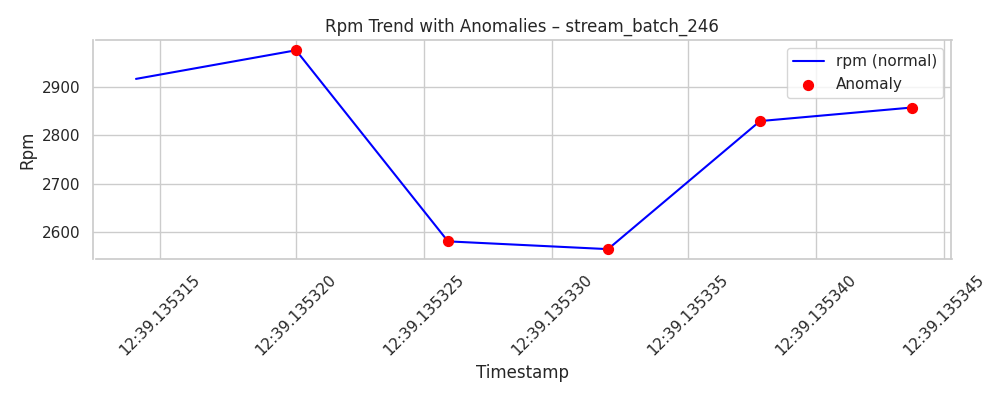 Rpm Trend with Anomalies – stream_batch_246
rpm (normal)
Anomaly
Rpm
2900
2800
2700
2600
12:39.135315
12:39.135320
12:39.135325
12:39.135330
12:39.135335
12:39.135340
12:39.135345
Timestamp